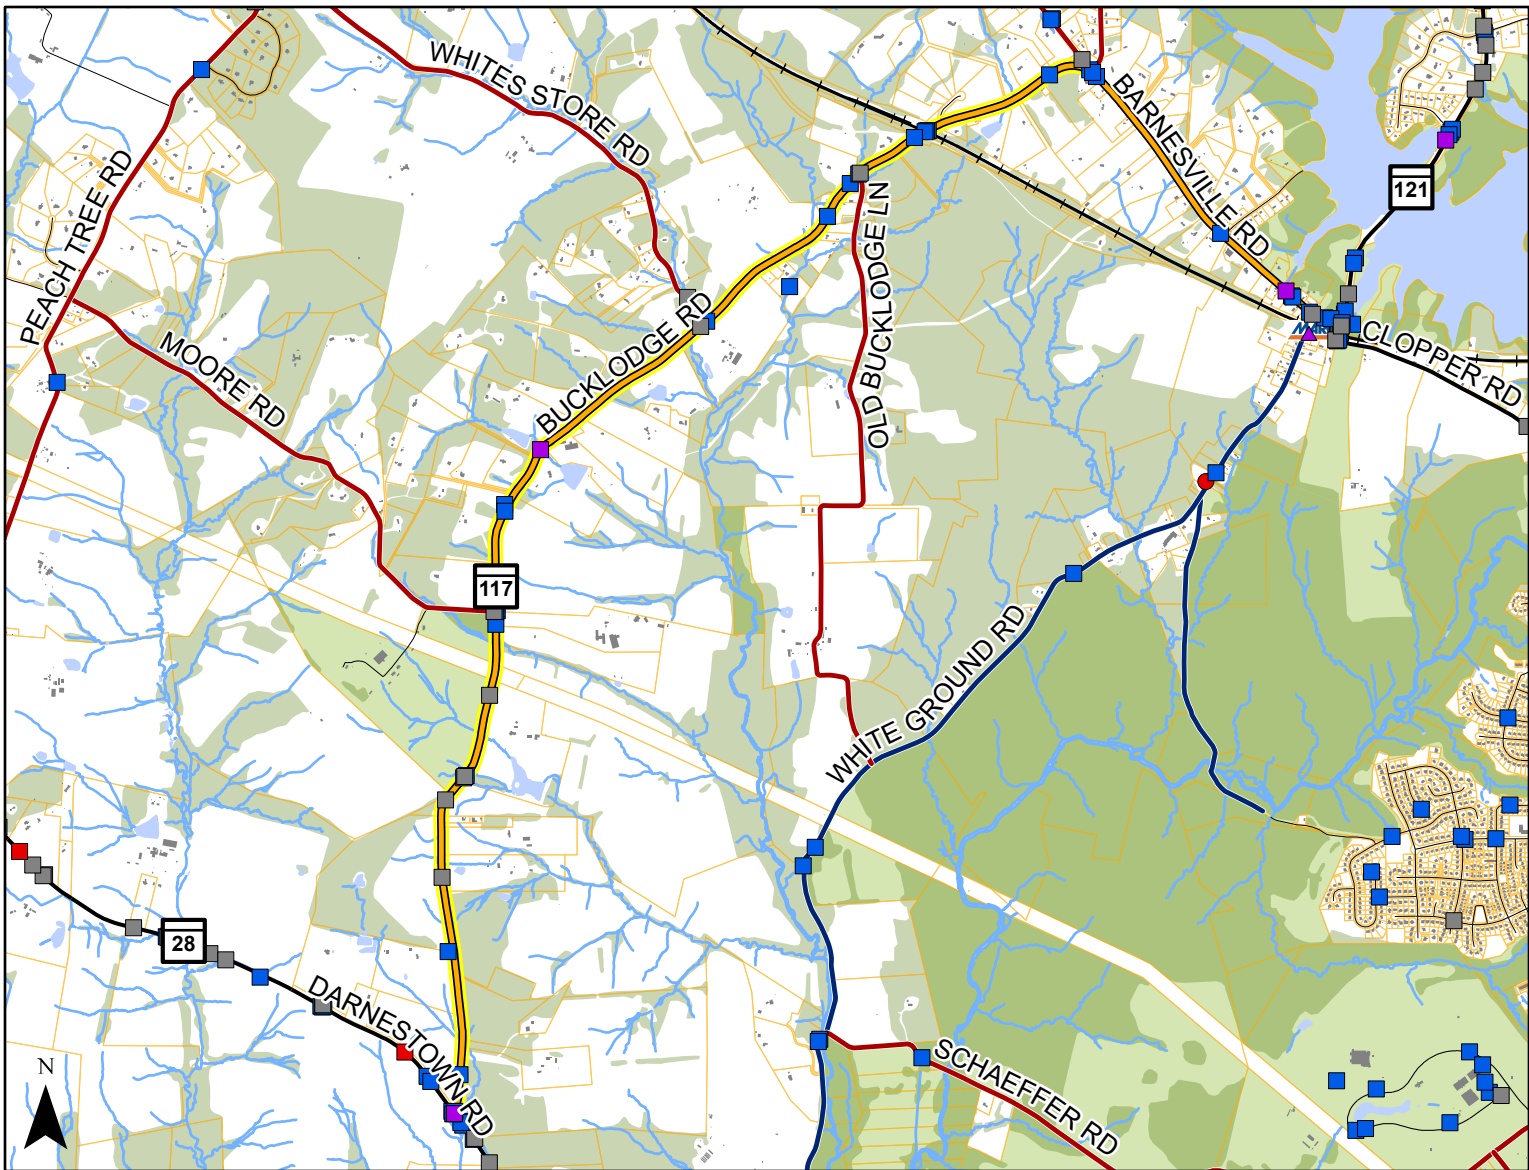 WHITES STORE RD
BARNESVILLE RD
121
PEACH TREE RD
OLD BUCKLODGE LN
MOORE RD
BUCKLODGE RD
CLOPPER RD
117
WHITE GROUND RD
28
DARNESTOWN RD
SCHAEFFER RD
N